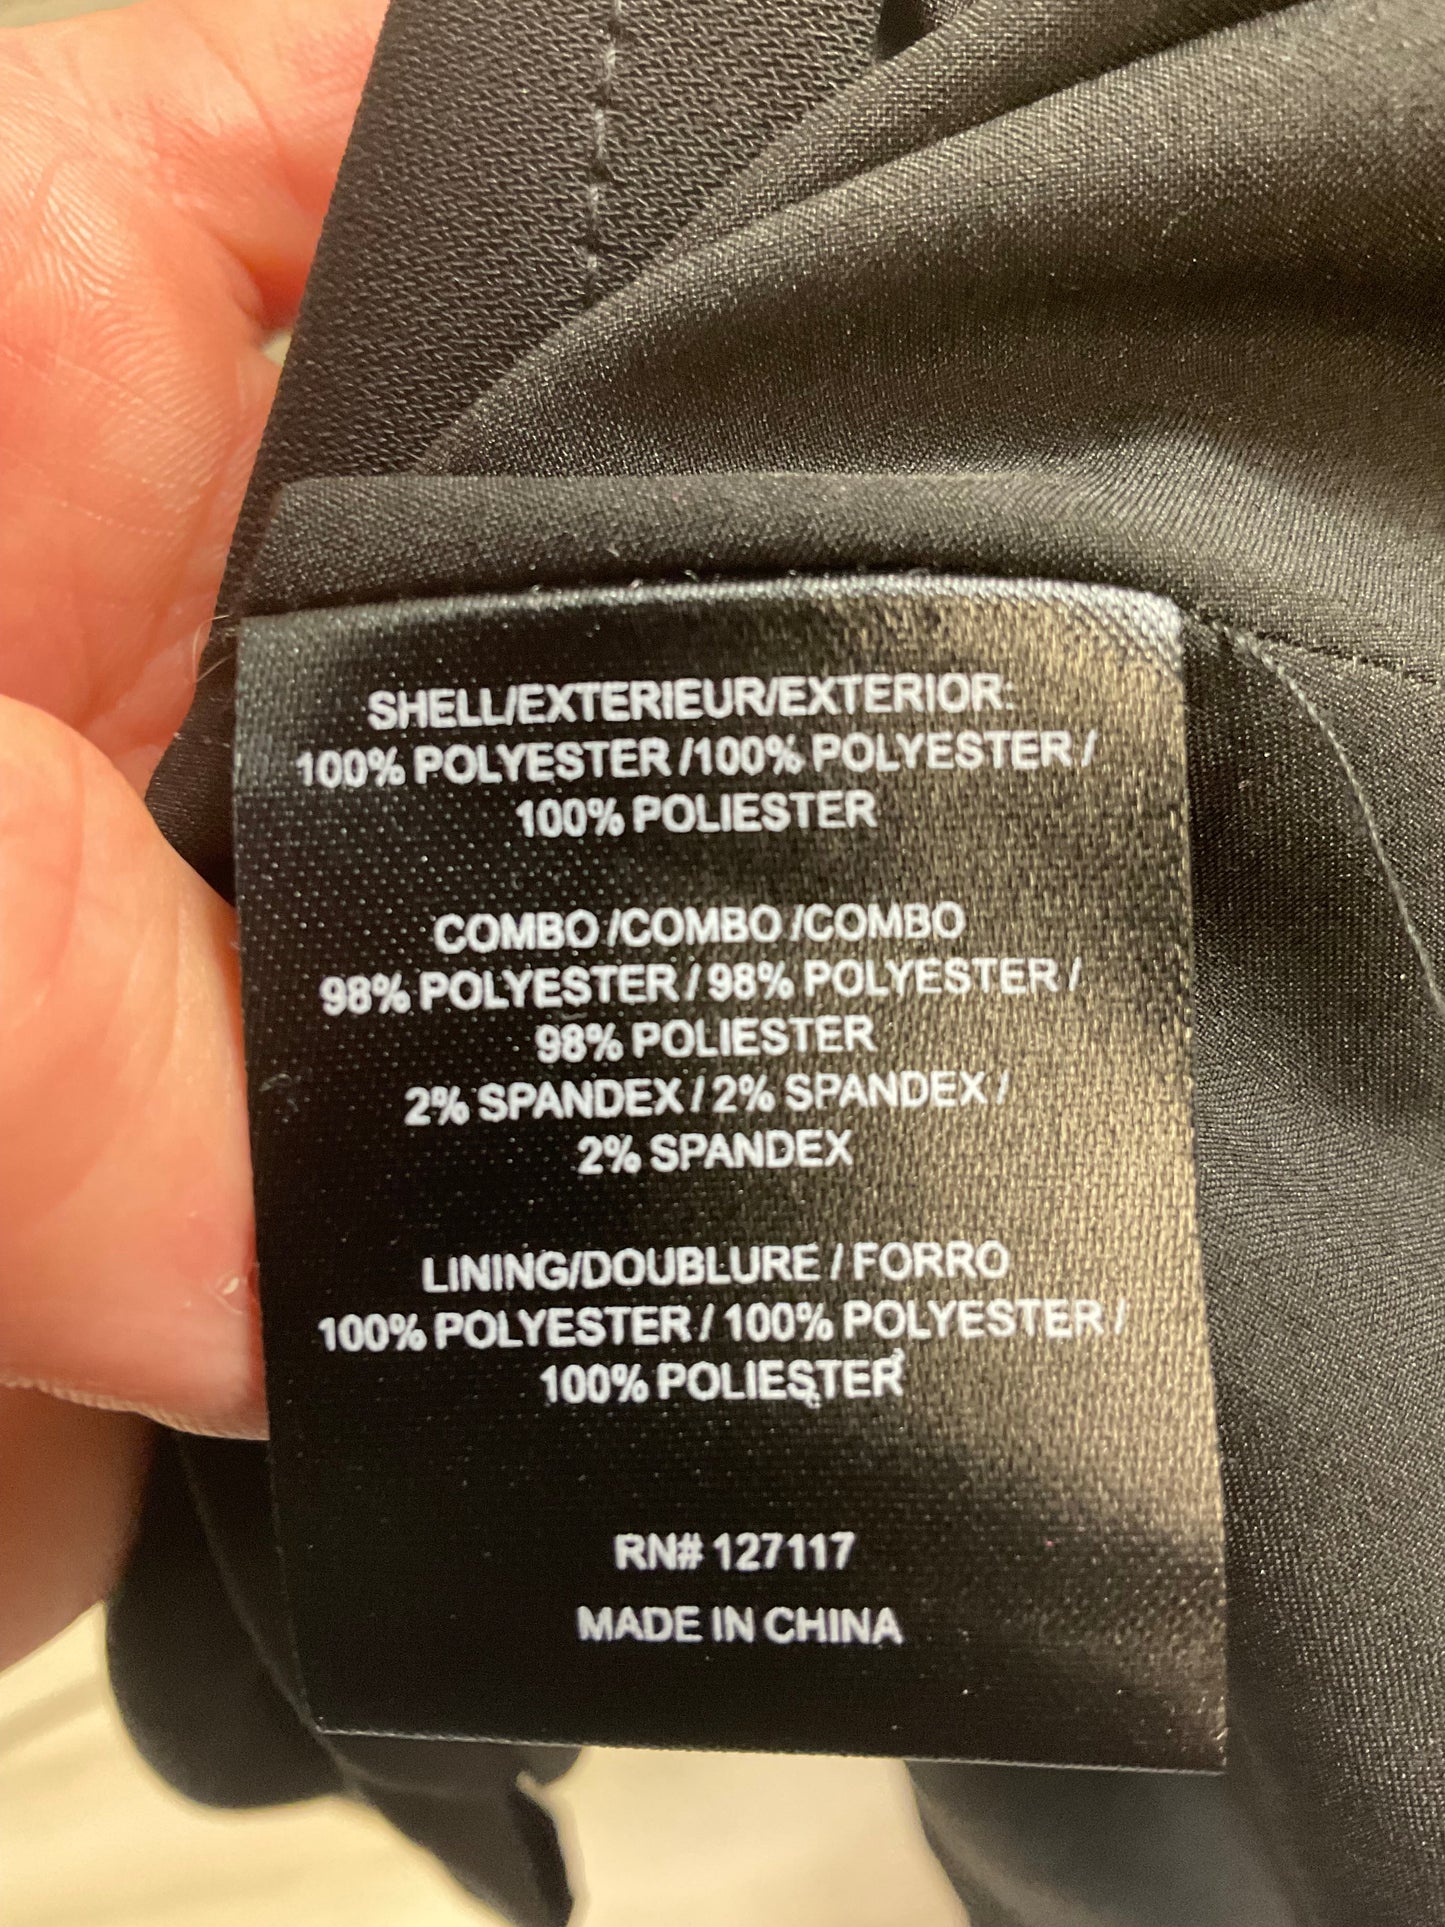 SHELL/EXTERIEUR/EXTERIOR:
100% POLYESTER /100% POLYESTER /
100% POLIESTER
COMBO /COMBO /COMBO
98% POLYESTER / 98% POLYESTER /
98% POLIESTER
2% SPANDEX / 2% SPANDEX /
2% SPANDEX
LINING/DOUBLURE / FORRO
100% POLYESTER / 100% POLYESTER /
100% POLIESTER
RN# 127117
MADE IN CHINA